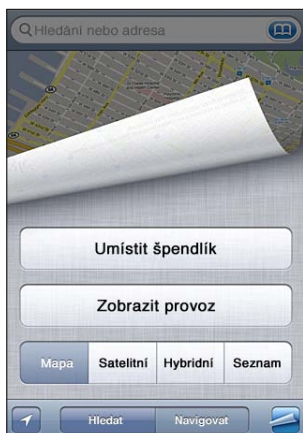 Hledání nebo adresa
Umístit špendlík
Zobrazit provoz
Mapa Satelitní Hybridní Seznam
Hledat Navigovat